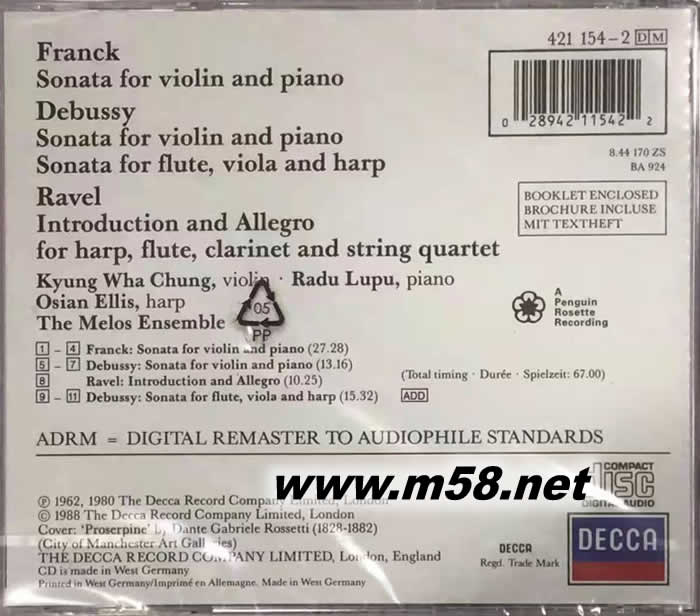 Franck
Sonata for violin and piano
Debussy
Sonata for violin and piano
Sonata for flute, viola and harp
Ravel
Introduction and Allegro
for harp, flute, clarinet and string quartet
Kyung Wha Chung, violin · Radu Lupu, piano
Osian Ellis, harp
The Melos Ensemble
05
PP
1 - 4 Franck: Sonata for violin and piano (27.28)
5 - 7 Debussy: Sonata for violin and piano (13.16)
8 Ravel: Introduction and Allegro (10.25)
9 - 11 Debussy: Sonata for flute, viola and harp (15.32)
421 154-2 DM
0 28942 11542 2
8.44 170 ZS
BA 924
BOOKLET ENCLOSED
BROCHURE INCLUSE
MIT TEXTHEFT
A
Penguin
Rosette
Recording
(Total timing · Durée · Spielzeit: 67.00)
ADD
ADRM = DIGITAL REMASTER TO AUDIOPHILE STANDARDS
www.m58.net
℗ 1962, 1980 The Decca Record Company Limited, London
© 1988 The Decca Record Company Limited, London
Cover: 'Proserpine' by Dante Gabriele Rossetti (1828-1882)
(City of Manchester Art Galleries)
THE DECCA RECORD COMPANY LIMITED, London, England
CD is made in West Germany
Printed in West Germany/Imprimé en Allemagne. Made in West Germany
COMPACT
disc
DIGITAL AUDIO
DECCA
Regd. Trade Mark
DECCA